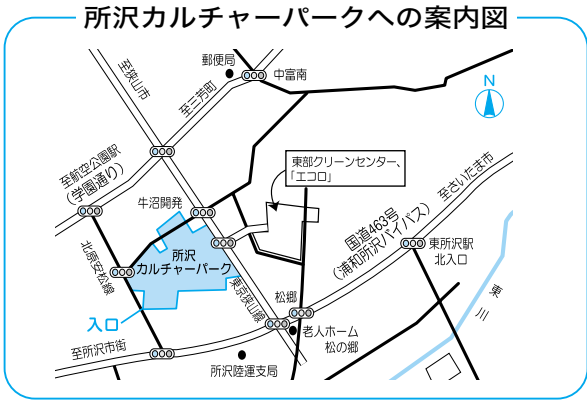 所沢カルチャーパークへの案内図
郵便局
中富南
N
至狭山市
至三芳町
至航空公園駅
（学園通り）
東部クリーンセンター、
「エコロ」
牛沼開発
至さいたま市
国道463号
（浦和所沢バイパス）
東所沢駅
北入口
北原安松線
所沢
カルチャーパーク
東京狭山線
松郷
東川
入口
老人ホーム
松の郷
至所沢市街
所沢陸運支局